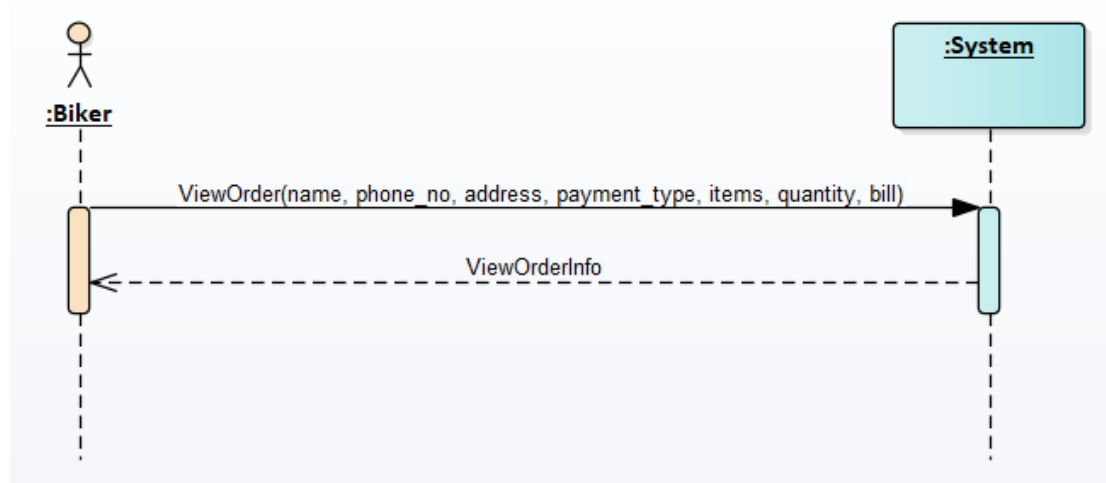 :Biker
:System
ViewOrder(name, phone_no, address, payment_type, items, quantity, bill)
ViewOrderInfo